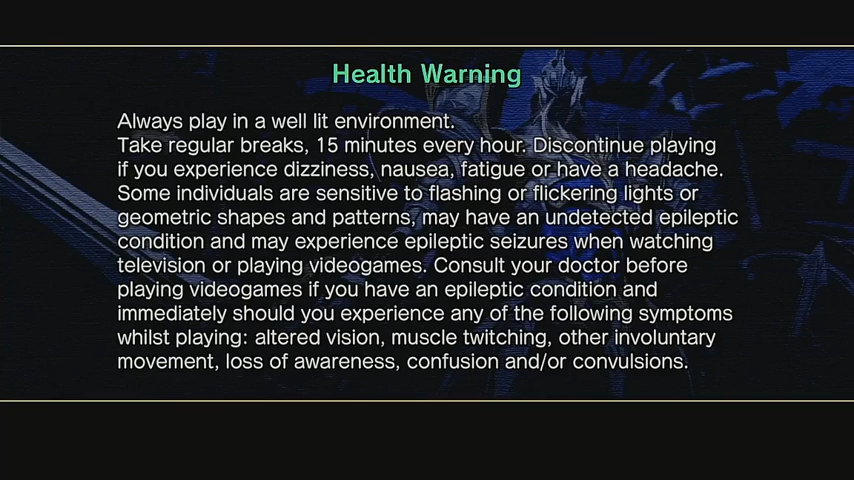 Health Warning
Always play in a well lit environment.
Take regular breaks, 15 minutes every hour. Discontinue playing
if you experience dizziness, nausea, fatigue or have a headache.
Some individuals are sensitive to flashing or flickering lights or
geometric shapes and patterns, may have an undetected epileptic
condition and may experience epileptic seizures when watching
television or playing videogames. Consult your doctor before
playing videogames if you have an epileptic condition and
immediately should you experience any of the following symptoms
whilst playing: altered vision, muscle twitching, other involuntary
movement, loss of awareness, confusion and/or convulsions.